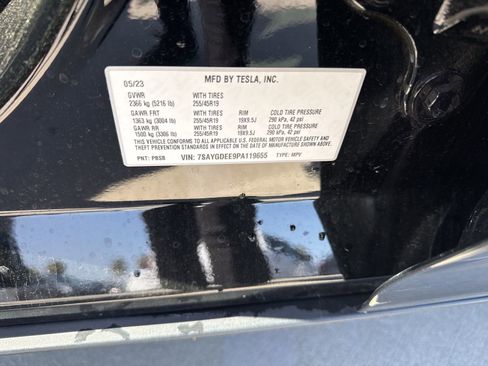 05/23 MFD BY TESLA, INC.
GVWR WITH TIRES
2366 kg (5216 lb) 255/45R19
GAWR FRT WITH TIRES RIM COLD TIRE PRESSURE
1363 kg (3004 lb) 255/45R19 19X9.5J 290 kPa, 42 psi
GAWR RR WITH TIRES RIM COLD TIRE PRESSURE
1500 kg (3306 lb) 255/45R19 19X9.5J 290 kPa, 42 psi
THIS VEHICLE CONFORMS TO ALL APPLICABLE U.S. FEDERAL MOTOR VEHICLE SAFETY AND
THEFT PREVENTION STANDARDS IN EFFECT ON THE DATE OF MANUFACTURE SHOWN ABOVE.
PNT: PBSB VIN: 7SAYGDEE9PA119655 TYPE: MPV